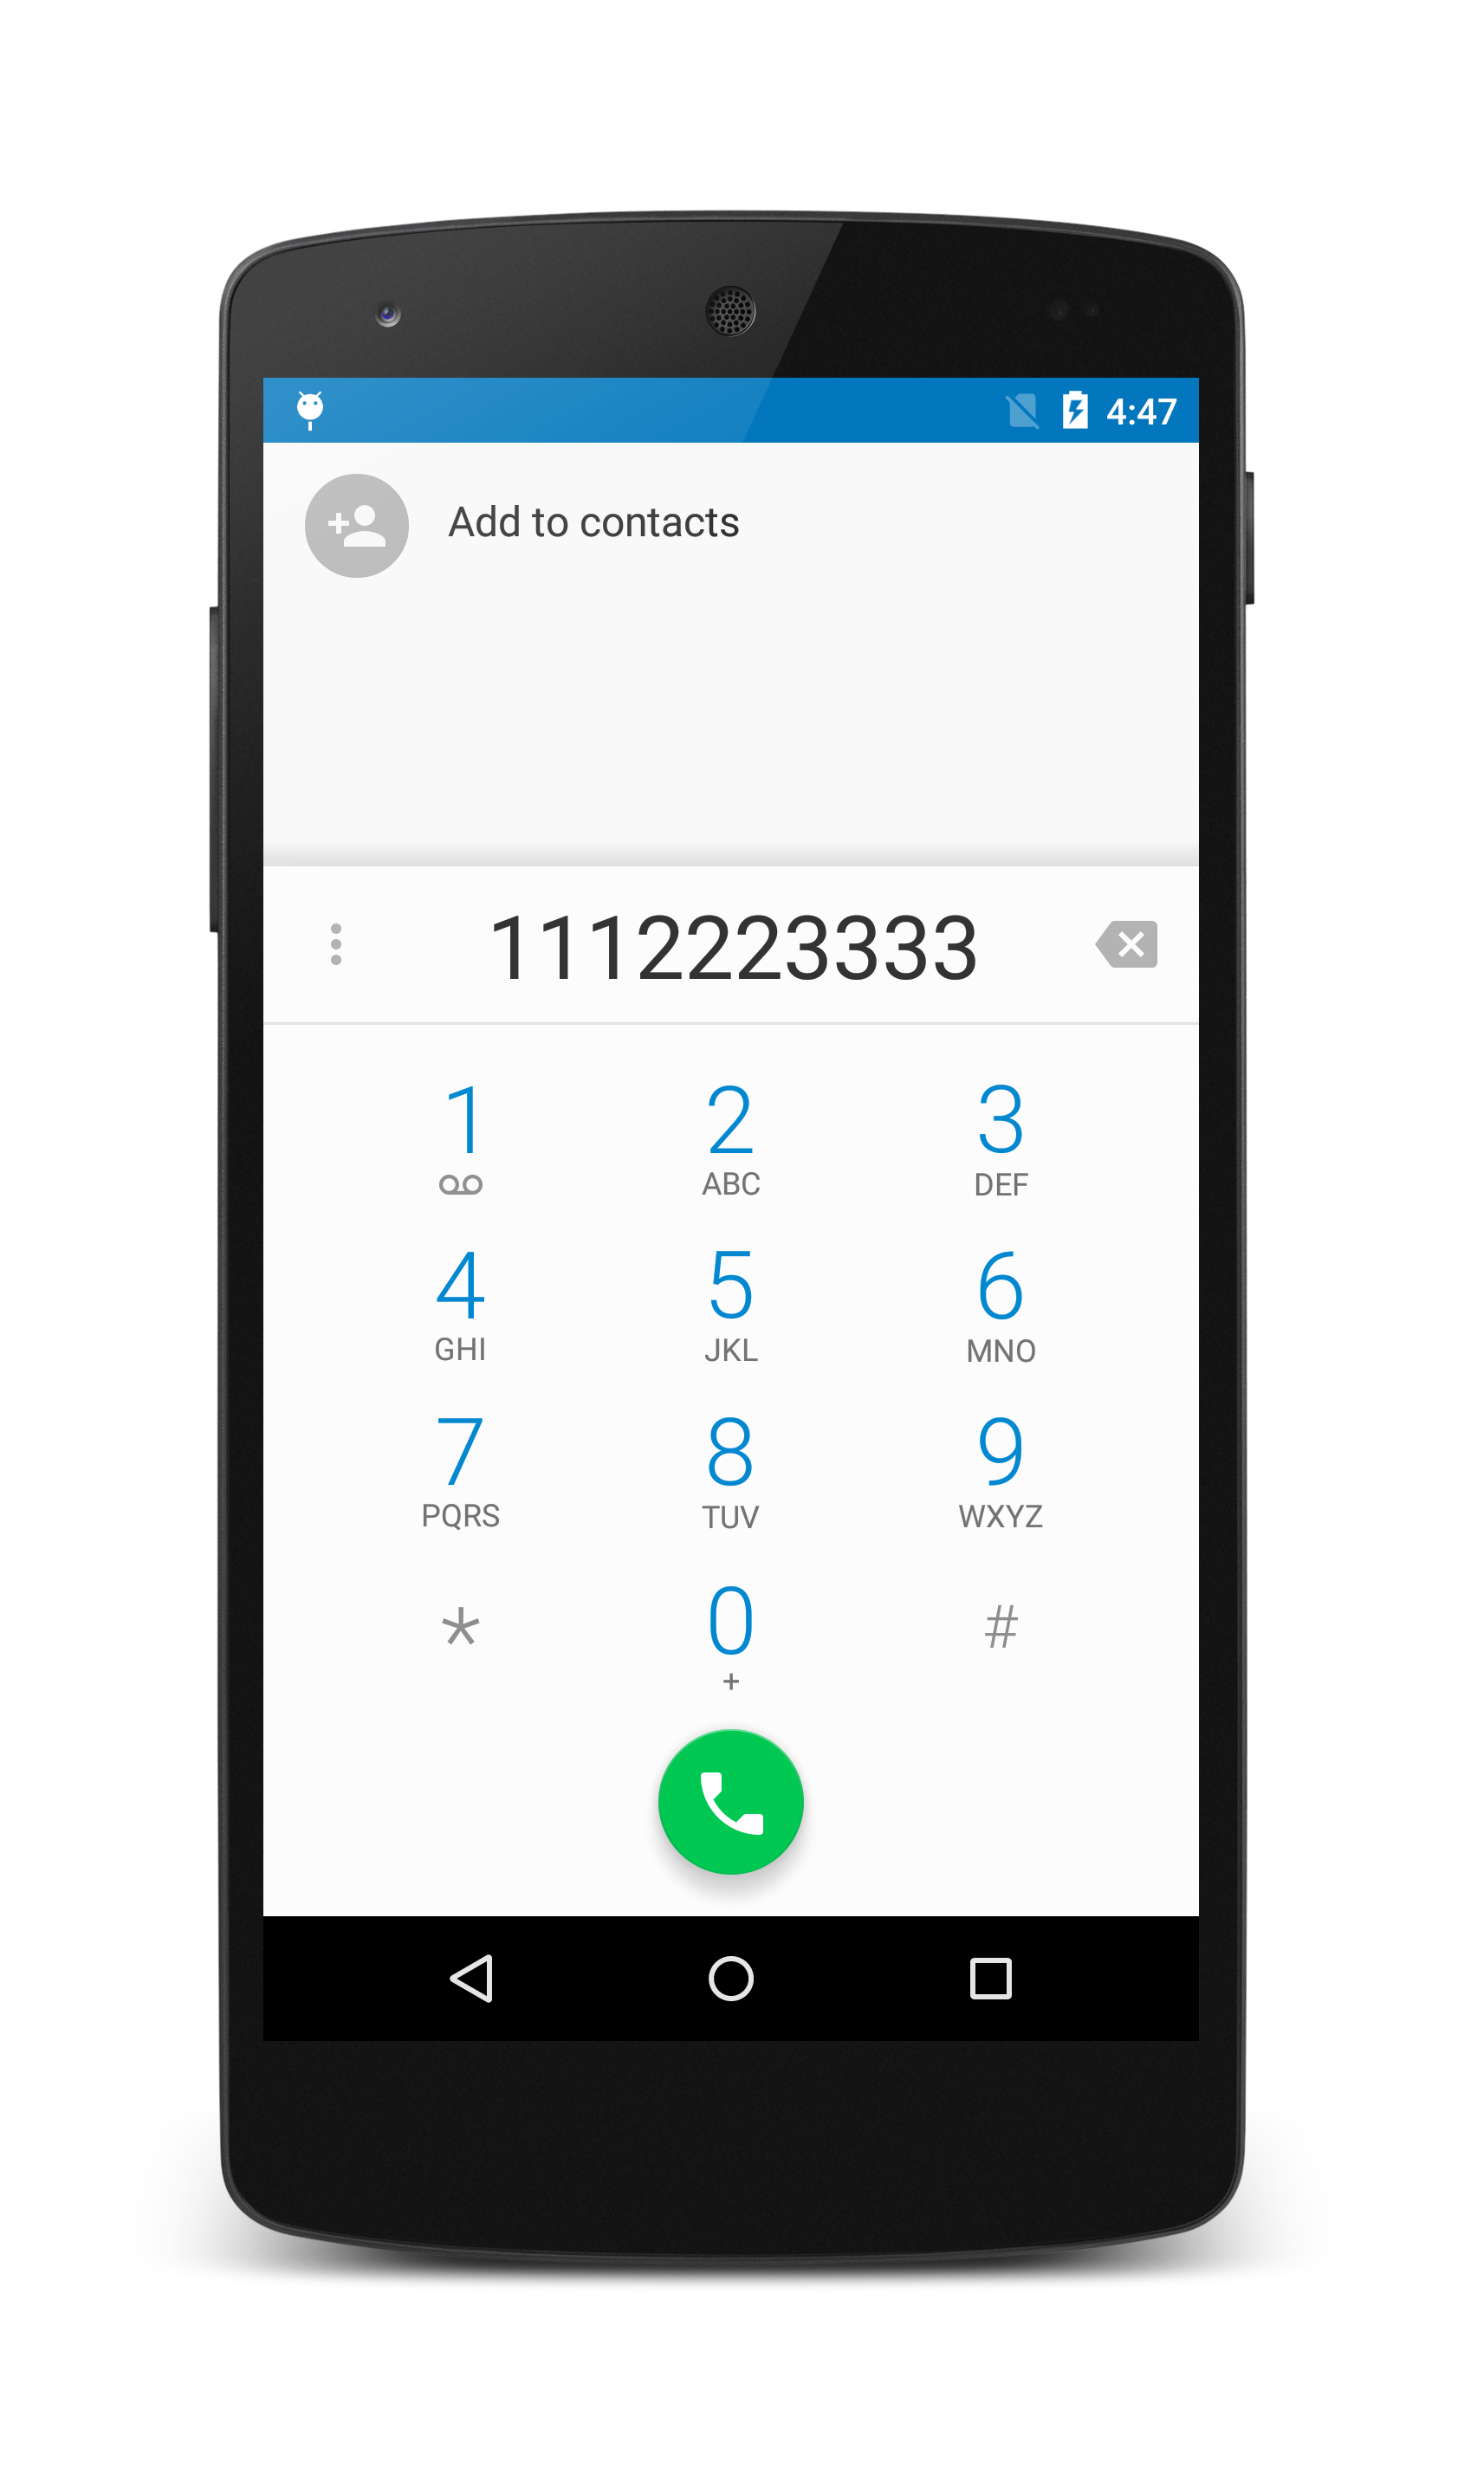 4:47
Add to contacts
1112223333
1 2 3
ABC DEF
4 5 6
GHI JKL MNO
7 8 9
PQRS TUV WXYZ
* 0 #
+